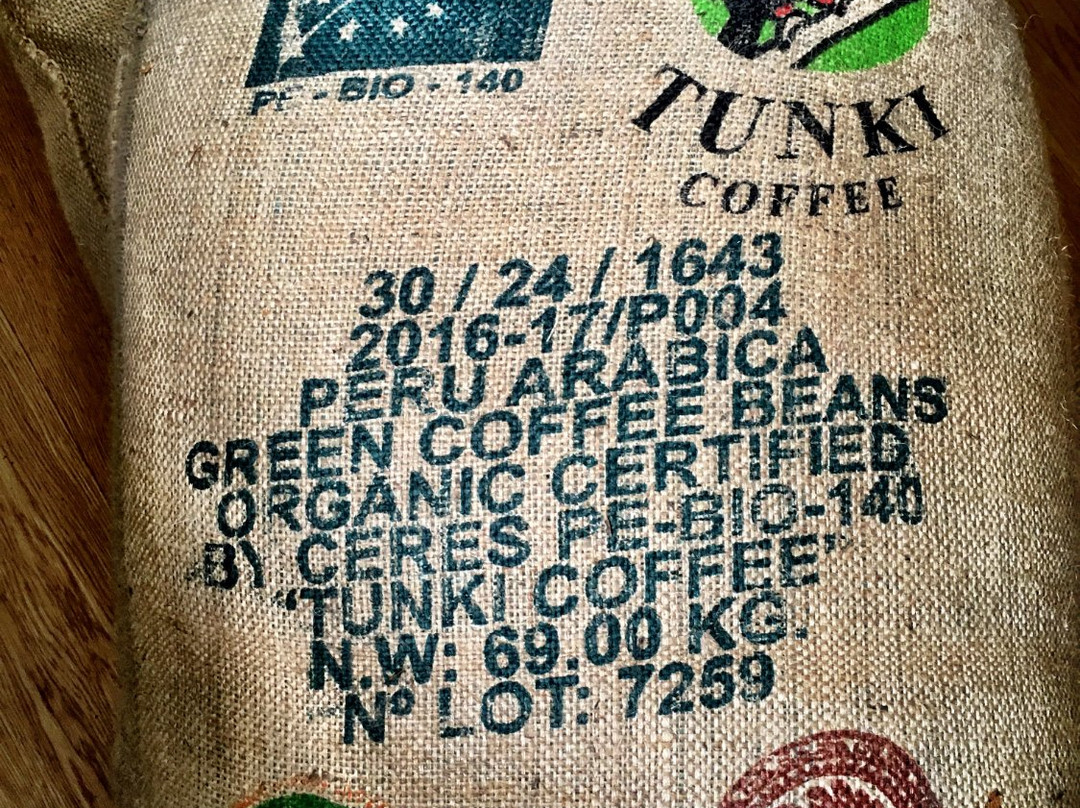 PE - BIO - 140
TUNKI
COFFEE
30 / 24 / 1643
2016-17/P004
PERU ARABICA
GREEN COFFEE BEANS
ORGANIC CERTIFIED
BY CERES PE-BIO-140
“TUNKI COFFEE”
N.W: 69.00 KG.
Nº LOT: 7259